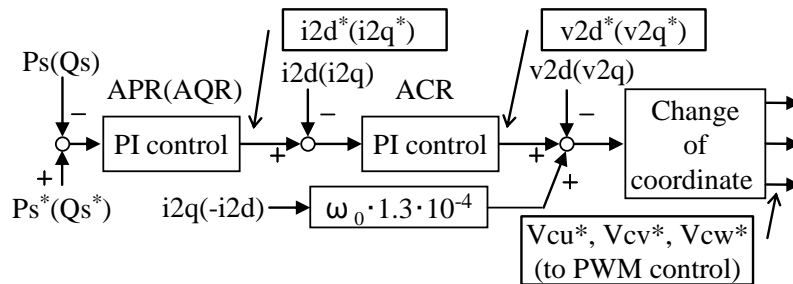 i2d*(i2q*)
v2d*(v2q*)
Ps(Qs)
i2d(i2q)
v2d(v2q)
APR(AQR)
ACR
−
−
−
PI control
PI control
Change
of
coordinate
+
+
+
+
Ps*(Qs*)
i2q(-i2d)
ω0·1.3·10-4
Vcu*, Vcv*, Vcw*
(to PWM control)